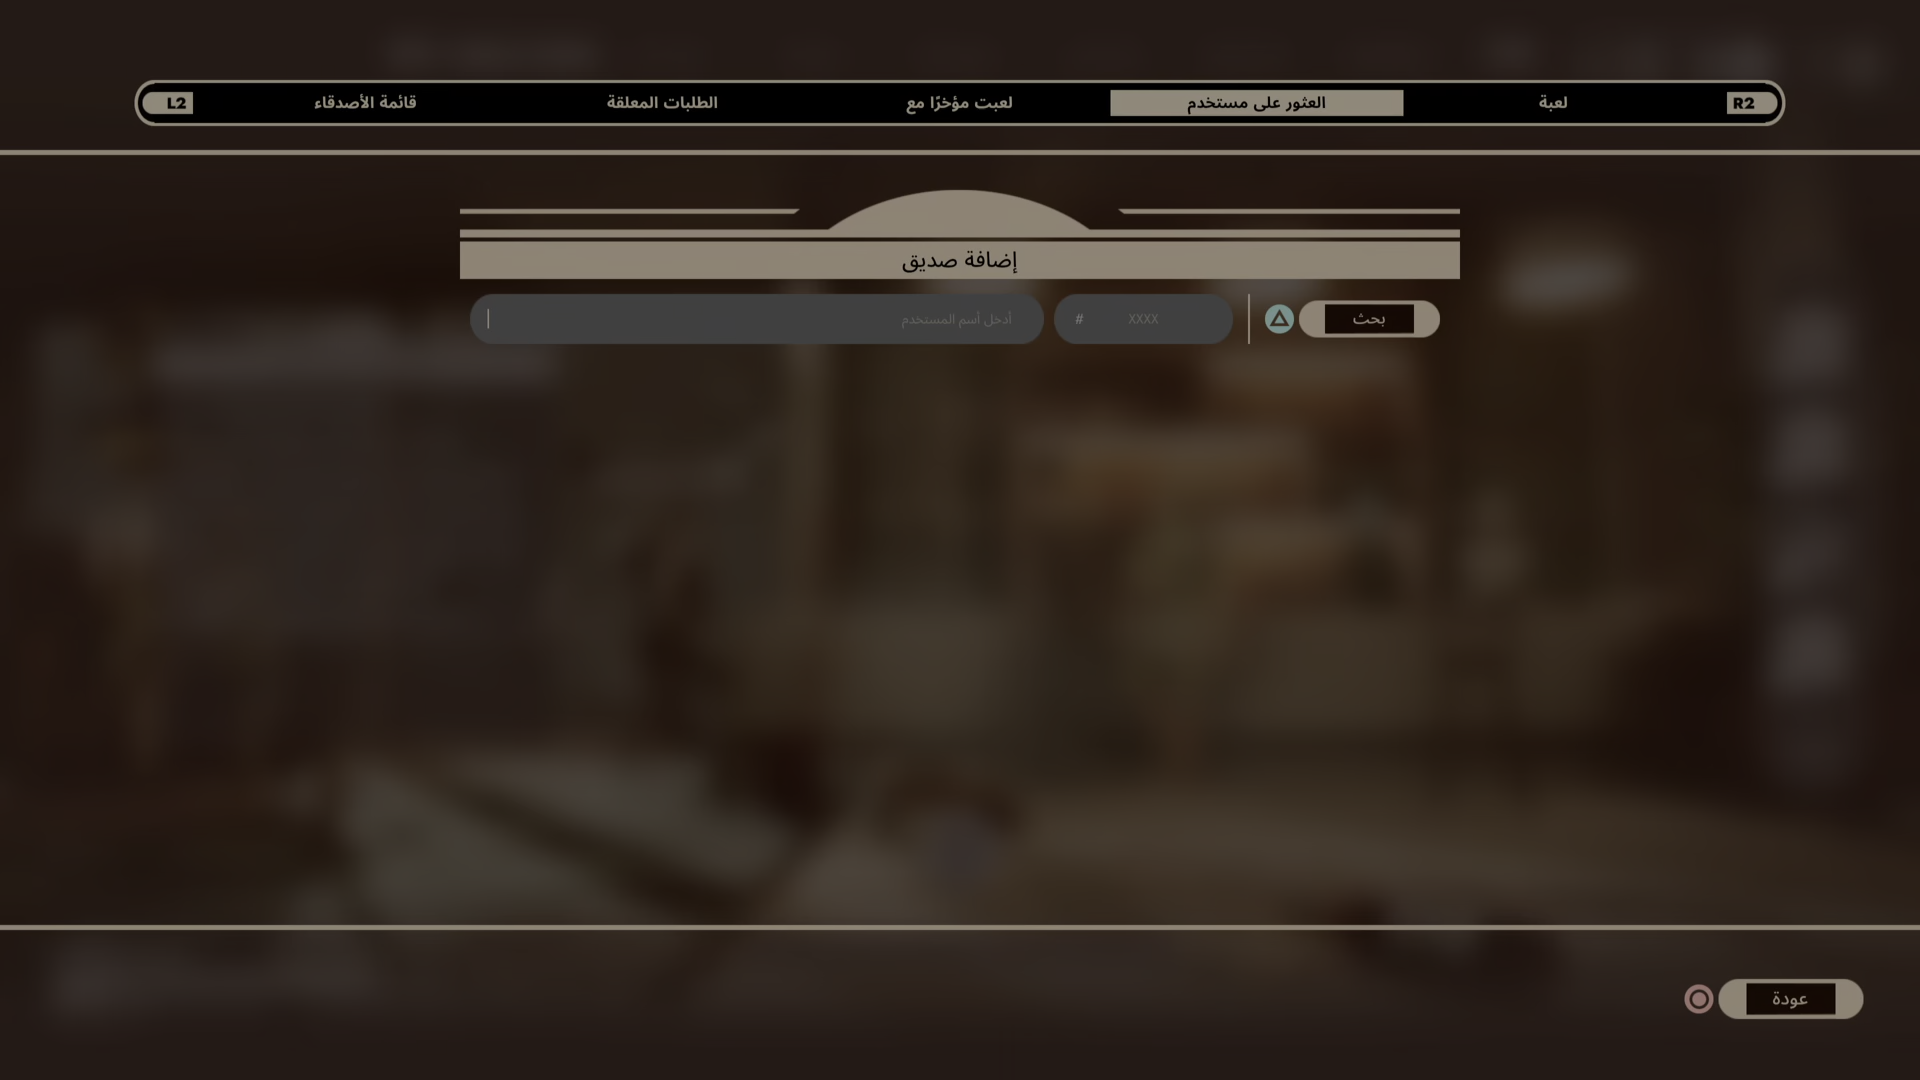 L2
قائمة الأصدقاء
الطلبات المعلقة
لعبت مؤخرًا مع
العثور على مستخدم
لعبة
R2
إضافة صديق
أدخل أسم المستخدم
# XXXX
بحث
عودة